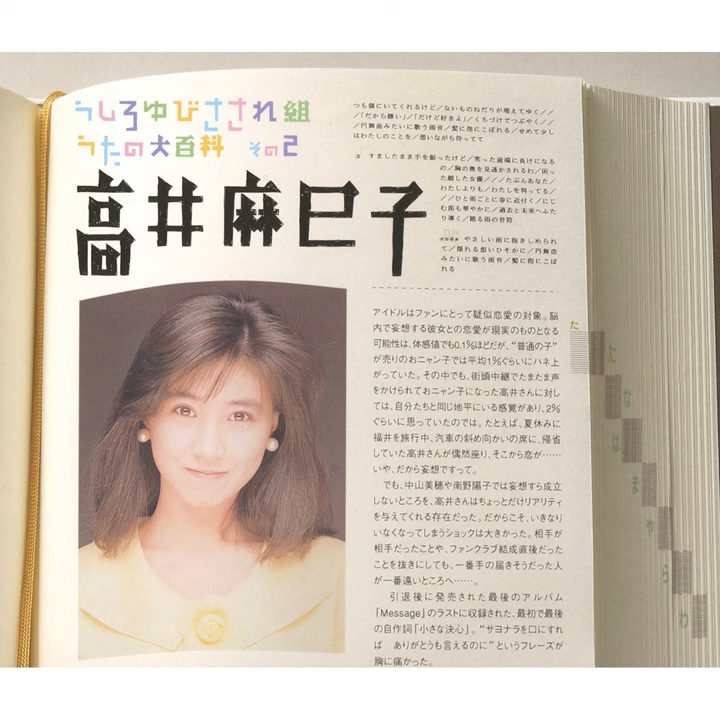 うしろゆびさされ組
うたの大百科 その2
高井麻巳子
つも傍にいてくれるけど／ないものねだりが増えてゆく／／
／「だから嫌い」／「だけど好きよ」／くちづけでつぶやく／／
／円舞曲みたいに歌う雨音／髪に指にこぼれる／せめて少し
はわたしのことを／想いながら待ってて
すましたまま手を振ったけど／笑った途端に負けになる
の／胸の奥を見透かされるわ／困っ
た顔した女優／／／たぶんあなた／
わたしよりも／わたしを判ってる／
／／ひと雨ごとに春に近付く／にじ
む街も華やかに／過去と未来へふた
り導く／踊る雨の音符
やさしい雨に抱きしめられ
て／揺れる想いひそかに／円舞曲
みたいに歌う雨音／髪に指にこぼ
れる
アイドルはファンにとって疑似恋愛の対象。脳
内で妄想する彼女との恋愛が現実のものとなる
可能性は、体感値でも0.1%ほどだが、“普通の子”
が売りのおニャン子では平均1%ぐらいにハネ上
がっていた。その中でも、街頭中継でたまたま声
をかけられておニャン子になった高井さんに対し
ては、自分たちと同じ地平にいる感覚があり、2%
ぐらいに思っていたのでは。たとえば、夏休みに
福井を旅行中、汽車の斜め向かいの席に、帰省
していた高井さんが偶然座り、そこから恋が……
いや、だから妄想ですって。
でも、中山美穂や南野陽子では妄想すら成立
しないところを、高井さんはちょっとだけリアリティ
を与えてくれる存在だった。だからこそ、いきなり
いなくなってしまうショックは大きかった。相手が
相手だったことや、ファンクラブ結成直後だった
ことを抜きにしても、一番手の届きそうだった人
が一番遠いところへ……。
引退後に発売された最後のアルバム
「Message」のラストに収録された、最初で最後
の自作詞「小さな決心」。“サヨナラを口にすれ
ば ありがとうも言えるのに”というフレーズが
胸に痛かった。
た
た
な
は
ま
や
ら
わ